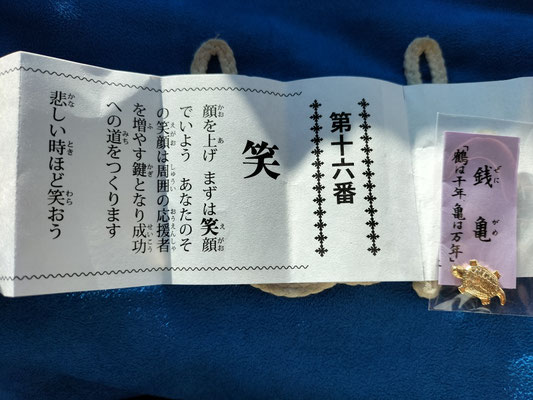 第十六番
笑
顔を上げ まずは笑顔
でいよう あなたのそ
の笑顔は周囲の応援者
を増やす鍵となり成功
への道をつくります
悲しい時ほど笑おう
銭亀
「鶴は千年 亀は万年」